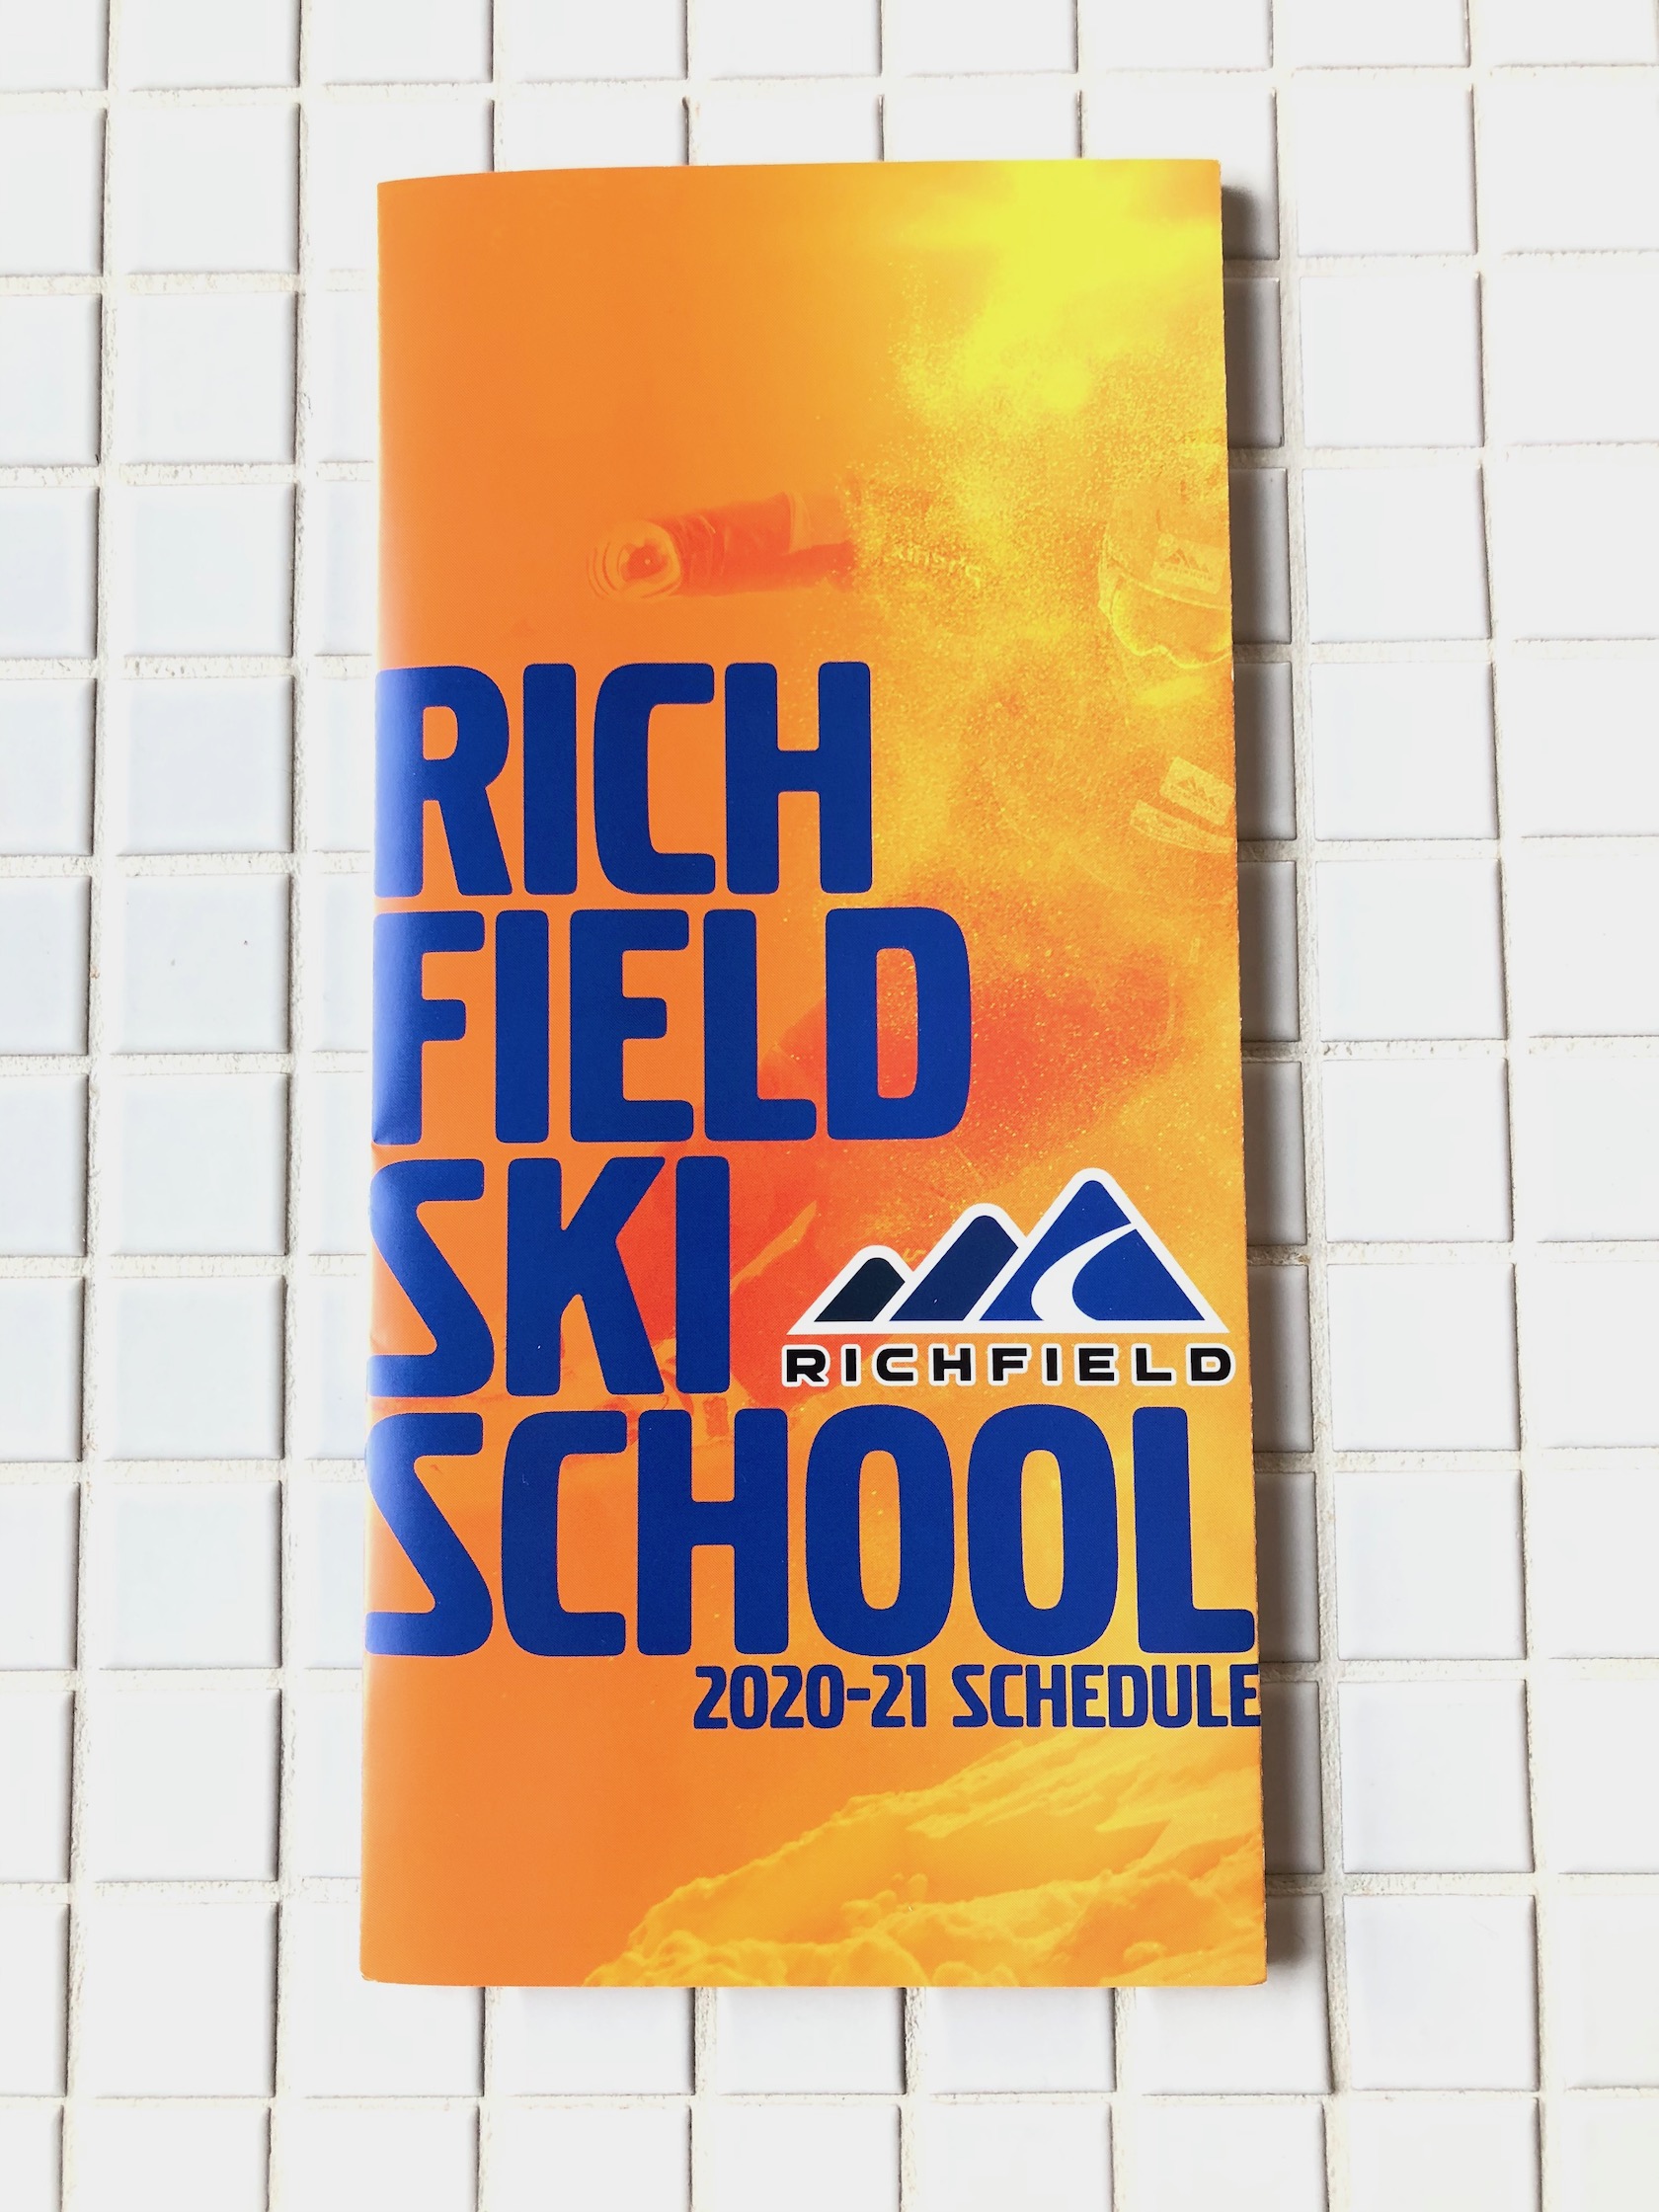 RICH
FIELD
SKI
RICHFIELD
SCHOOL
2020-21 SCHEDULE